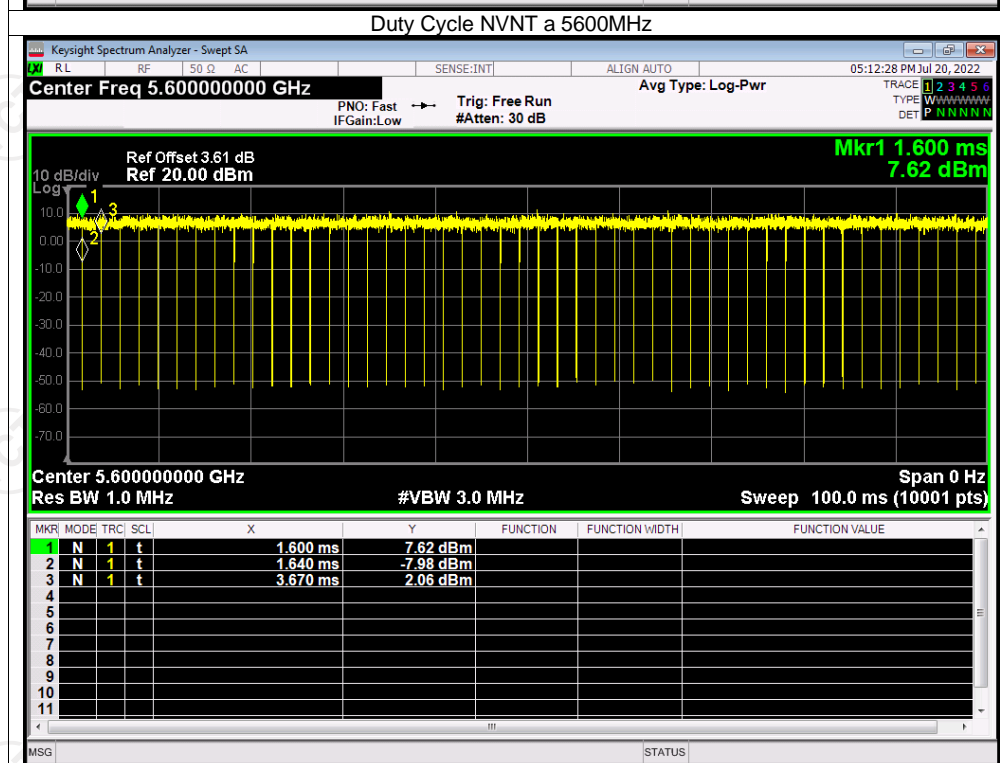 Duty Cycle NVNT a 5600MHz
Keysight Spectrum Analyzer - Swept SA
LXI RL RF 50 Ω AC SENSE:INT ALIGN AUTO 05:12:28 PM Jul 20, 2022
Center Freq 5.600000000 GHz Avg Type: Log-Pwr TRACE 1 2 3 4 5 6
PNO: Fast Trig: Free Run TYPE WWWWWW
IFGain:Low #Atten: 30 dB DET P N N N N N
Mkr1 1.600 ms
7.62 dBm
Ref Offset 3.61 dB
10 dB/div Ref 20.00 dBm
Log
1
10.0
3
0.00
2
-10.0
-20.0
-30.0
-40.0
-50.0
-60.0
-70.0
Center 5.600000000 GHz Span 0 Hz
Res BW 1.0 MHz #VBW 3.0 MHz Sweep 100.0 ms (10001 pts)
MKR MODE TRC SCL X Y FUNCTION FUNCTION WIDTH FUNCTION VALUE
1 N 1 t 1.600 ms 7.62 dBm
2 N 1 t 1.640 ms -7.98 dBm
3 N 1 t 3.670 ms 2.06 dBm
4
5
6
7
8
9
10
11
MSG STATUS